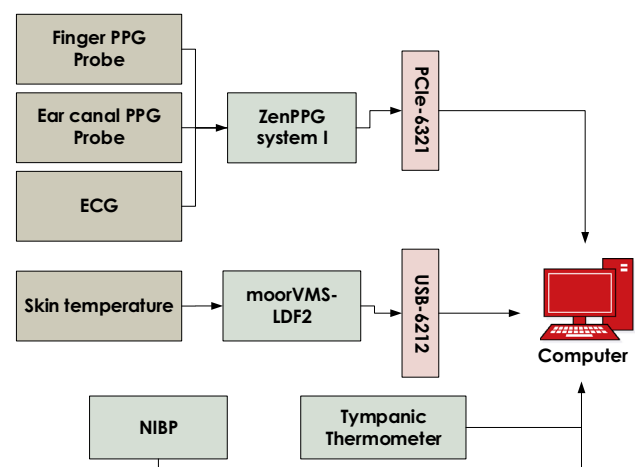 Finger PPG
Probe
Ear canal PPG
Probe
ECG
ZenPPG
system I
PCIe-6321
Skin temperature
moorVMS-
LDF2
USB-6212
Computer
NIBP
Tympanic
Thermometer